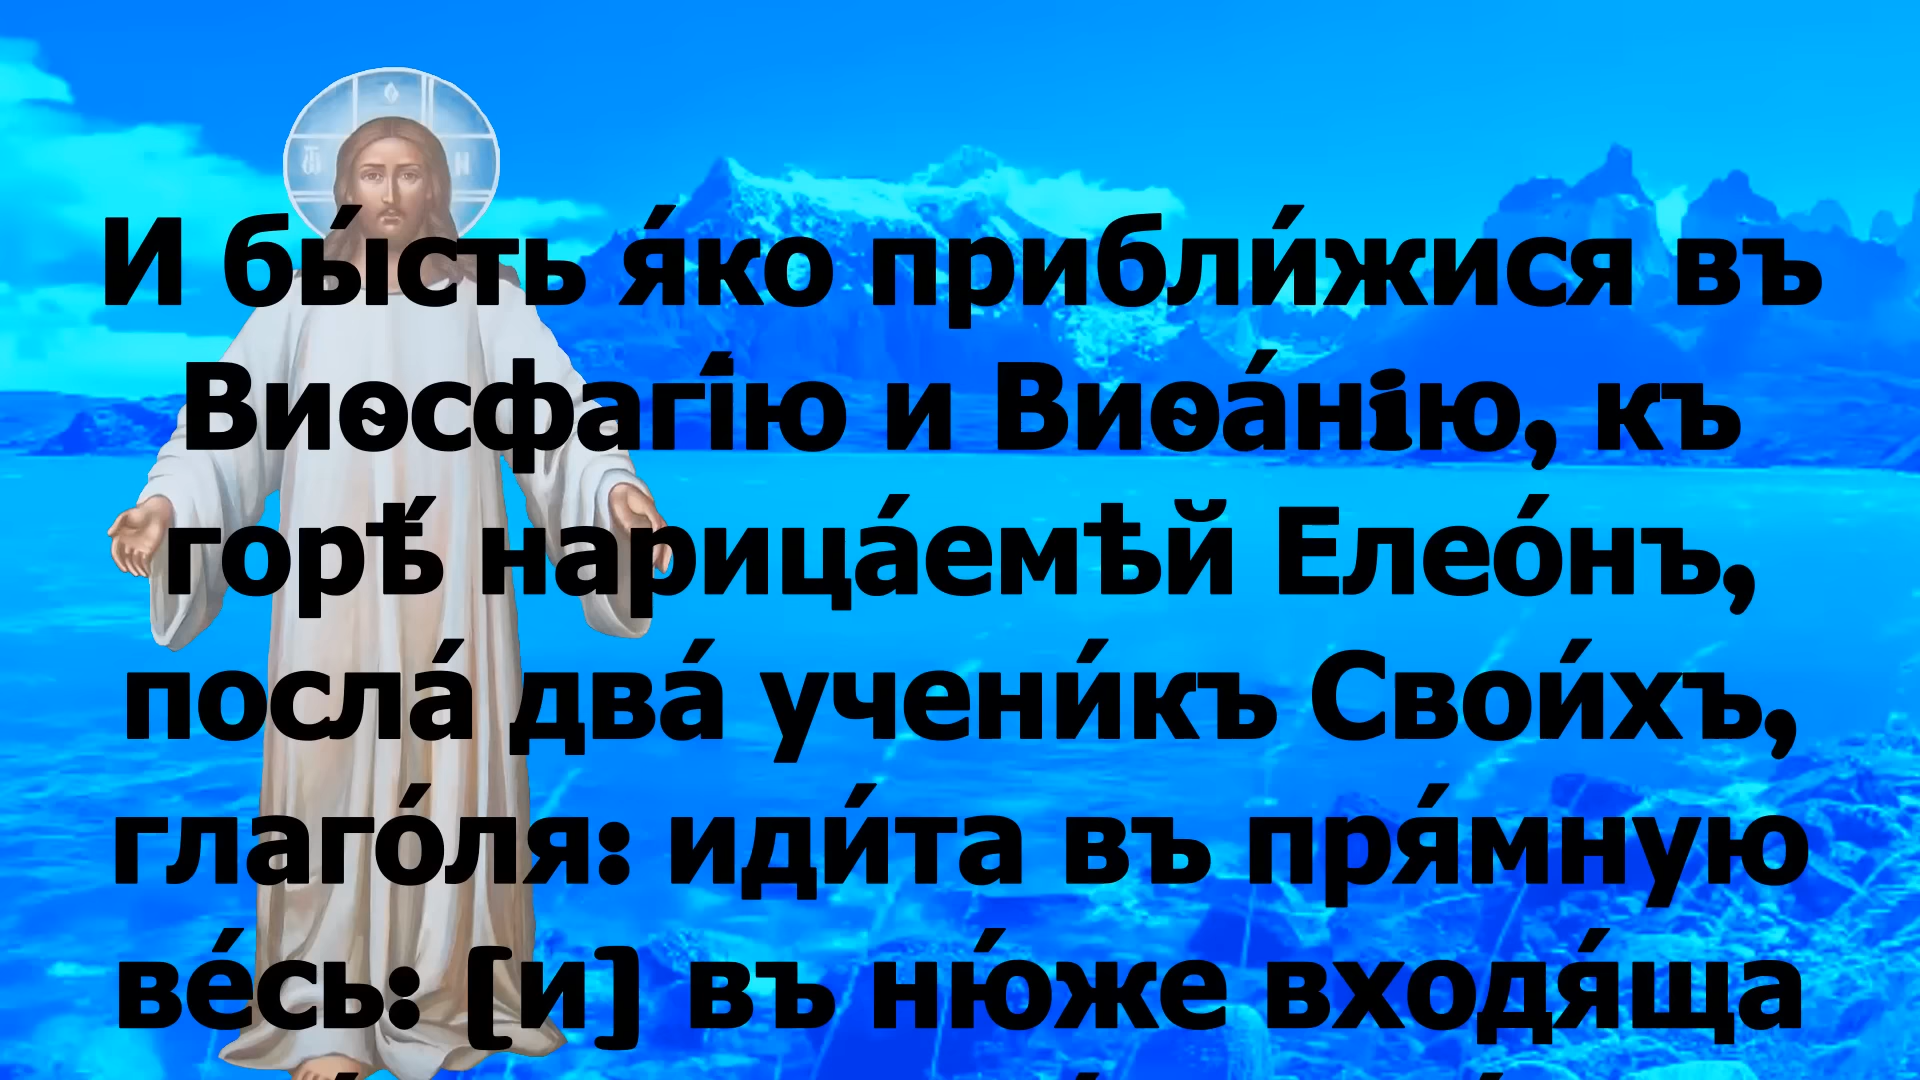 И бы́сть я́ко прибли́жися въ
Виѳсфагі́ю и Виѳа́нію, къ
горѣ́ нарица́емѣй Елео́нъ,
посла́ два́ учени́къ Свои́хъ,
глаго́ля: иди́та въ пря́мную
ве́сь: [и] въ ню́же входя́ща